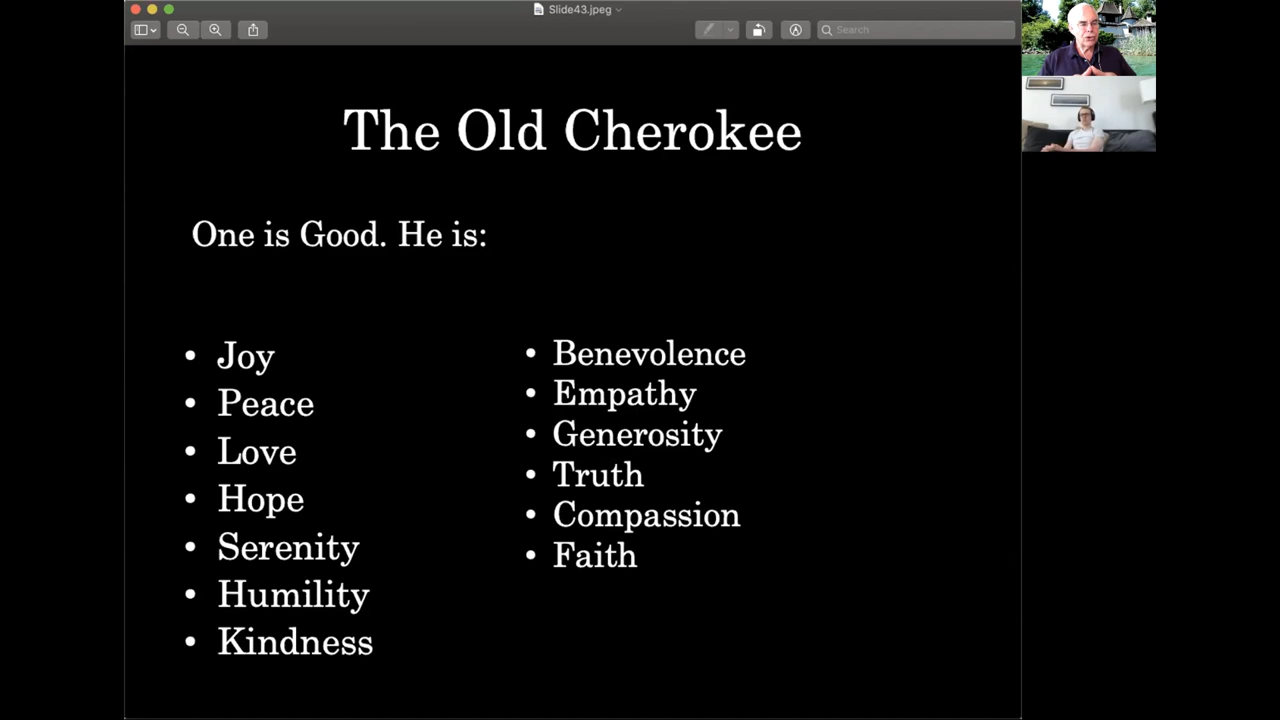 Slide43.jpeg
Search
The Old Cherokee
One is Good. He is:
• Joy
• Peace
• Love
• Hope
• Serenity
• Humility
• Kindness
• Benevolence
• Empathy
• Generosity
• Truth
• Compassion
• Faith